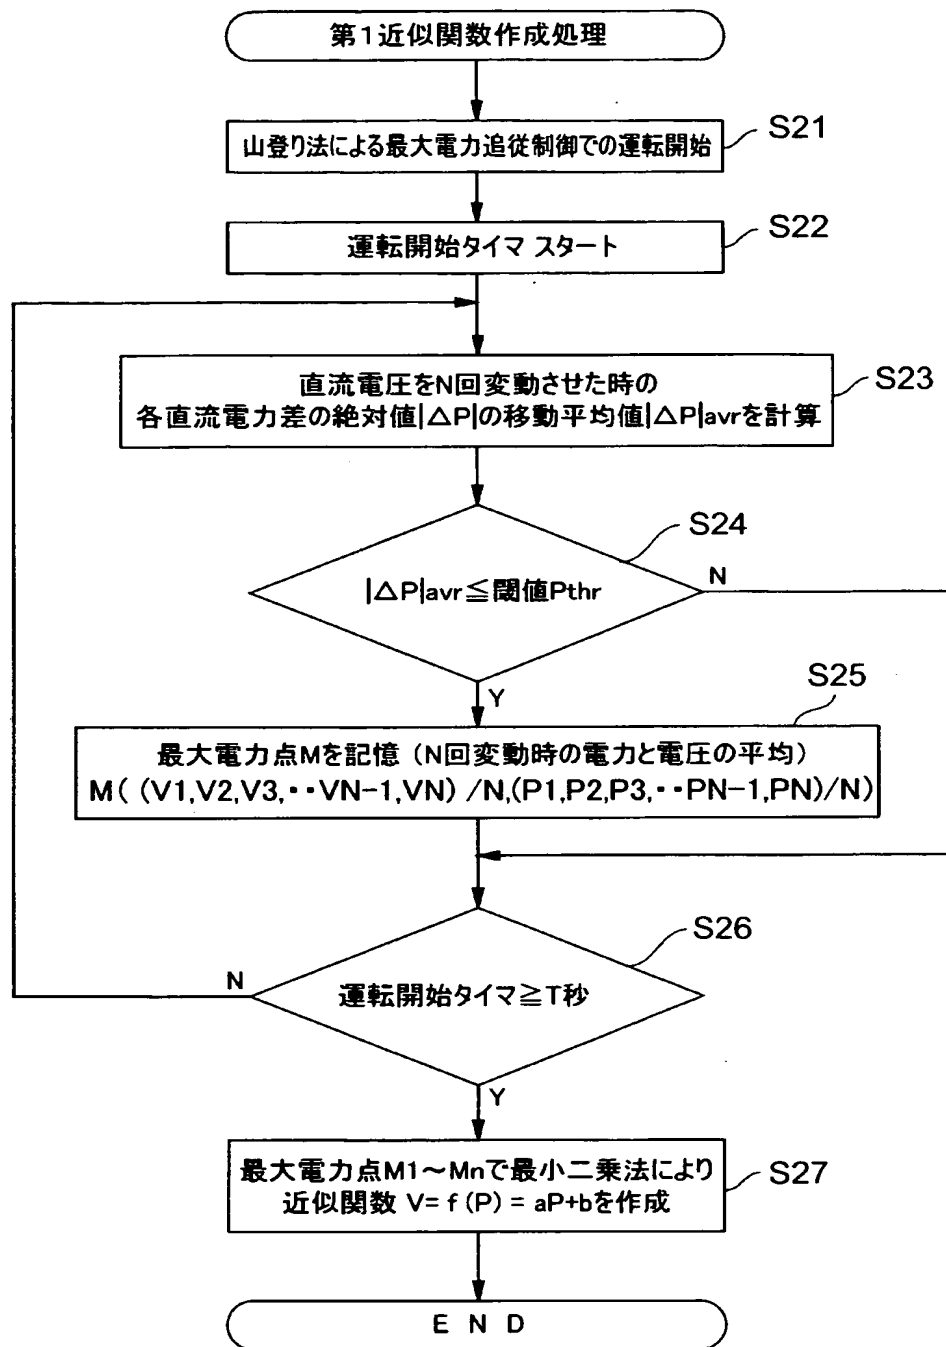 第1近似関数作成処理
S21
山登り法による最大電力追従制御での運転開始
S22
運転開始タイマ スタート
S23
直流電圧をN回変動させた時の
各直流電力差の絶対値|△P|の移動平均値|△P|avrを計算
S24
|△P|avr≦閾値Pthr
N
Y
S25
最大電力点Mを記憶（N回変動時の電力と電圧の平均）
M( (V1,V2,V3,・・VN-1,VN) /N,(P1,P2,P3,・・PN-1,PN)/N)
S26
運転開始タイマ≧T秒
N
Y
S27
最大電力点M1～Mnで最小二乗法により
近似関数 V= f (P) = aP+bを作成
E N D